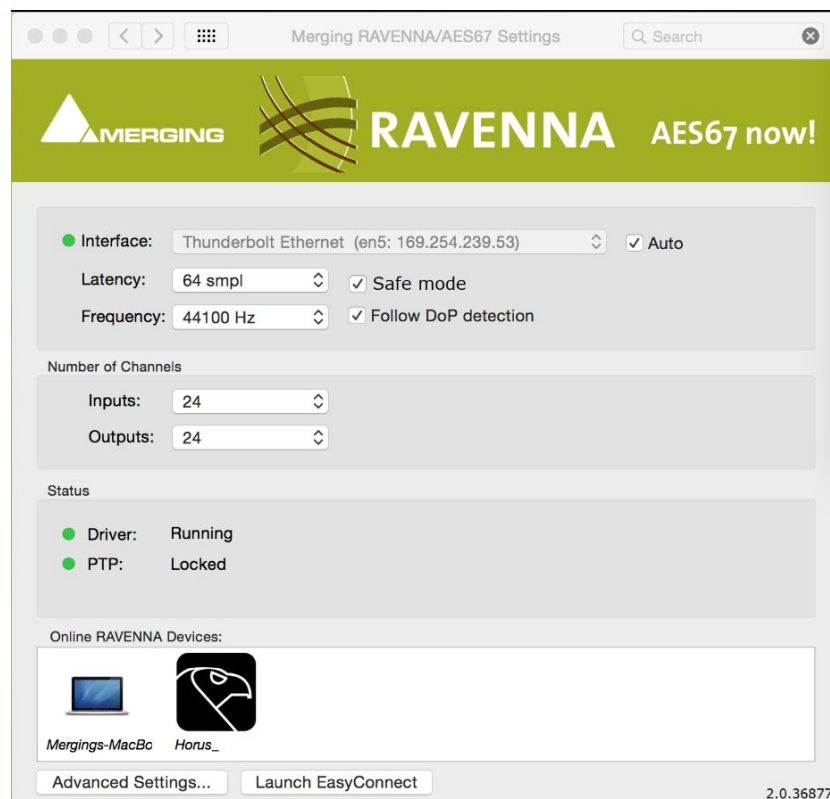 Merging RAVENNA/AES67 Settings
Search
MERGING
RAVENNA
AES67 now!
Interface: Thunderbolt Ethernet (en5: 169.254.239.53) Auto
Latency: 64 smpl Safe mode
Frequency: 44100 Hz Follow DoP detection
Number of Channels
Inputs: 24
Outputs: 24
Status
Driver: Running
PTP: Locked
Online RAVENNA Devices:
Mergings-MacBo Horus_
Advanced Settings... Launch EasyConnect
2.0.36877